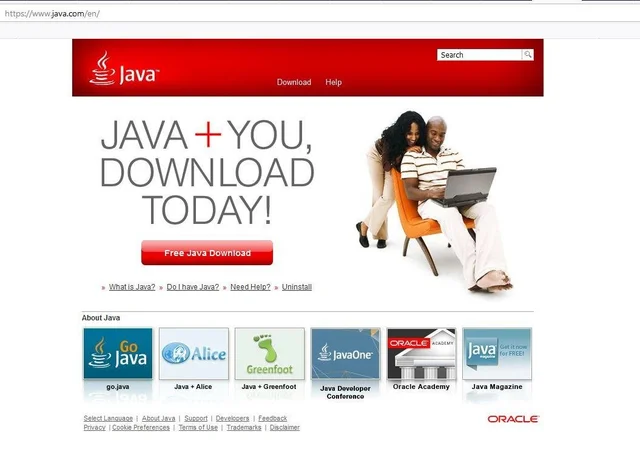 https://www.java.com/en/
Java™
Search
Download Help
JAVA + YOU,
DOWNLOAD
TODAY!
Free Java Download
» What is Java? » Do I have Java? » Need Help? » Uninstall
About Java
Go
Java
Alice
Greenfoot
JavaOne™
ORACLE ACADEMY
Java
magazine
Get it now
for FREE!
go.java
Java + Alice
Java + Greenfoot
Java Developer
Conference
Oracle Academy
Java Magazine
Select Language | About Java | Support | Developers | Feedback
Privacy | Cookie Preferences | Terms of Use | Trademarks | Disclaimer
ORACLE